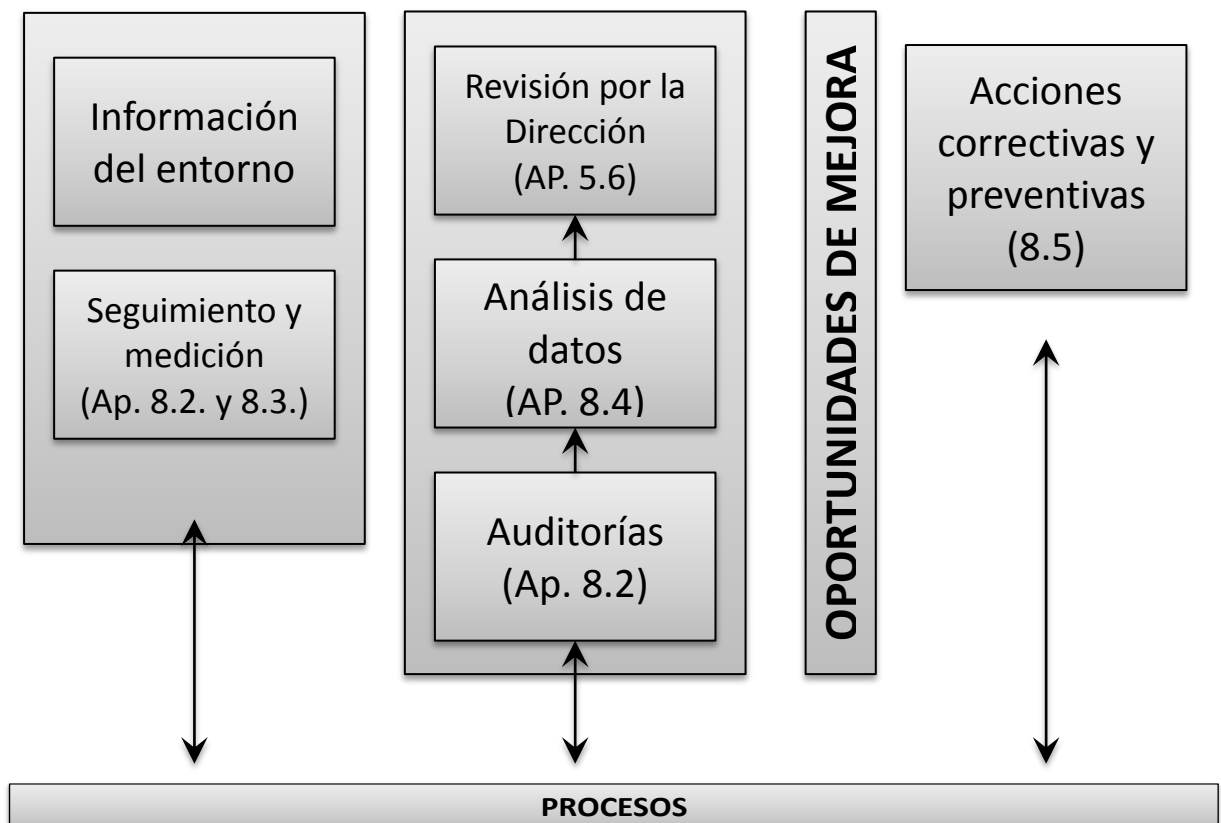 Información
del entorno
Seguimiento y
medición
(Ap. 8.2. y 8.3.)
Revisión por la
Dirección
(AP. 5.6)
Análisis de
datos
(AP. 8.4)
Auditorías
(Ap. 8.2)
OPORTUNIDADES DE MEJORA
Acciones
correctivas y
preventivas
(8.5)
PROCESOS